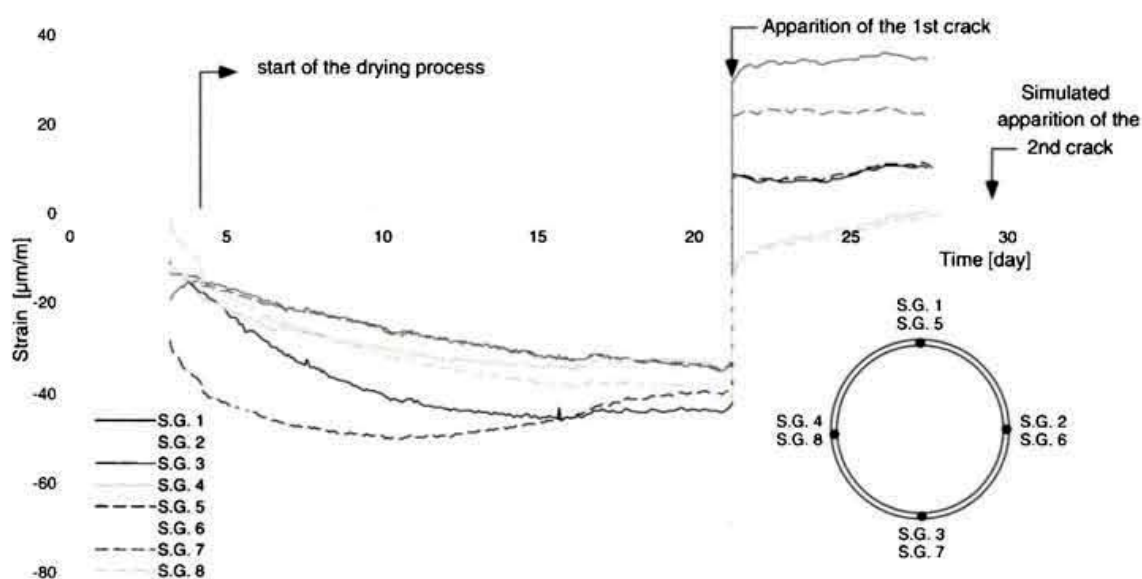 40
20
0
-20
-40
-60
-80
Strain [µm/m]
0
5
10
15
20
25
30
Time [day]
start of the drying process
Apparition of the 1st crack
Simulated
apparition of the
2nd crack
S.G. 1
S.G. 2
S.G. 3
S.G. 4
S.G. 5
S.G. 6
S.G. 7
S.G. 8
S.G. 1
S.G. 5
S.G. 4
S.G. 8
S.G. 2
S.G. 6
S.G. 3
S.G. 7